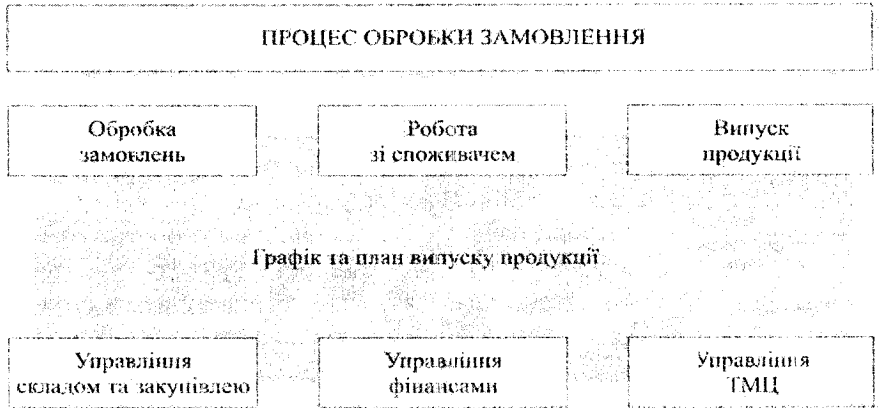 ПРОЦЕС ОБРОБКИ ЗАМОВЛЕННЯ
Обробка
замовлень
Робота
зі споживачем
Випуск
продукції
Графік та план випуску продукції
Управління
складом та закупівлею
Управління
фінансами
Управління
ТМЦ